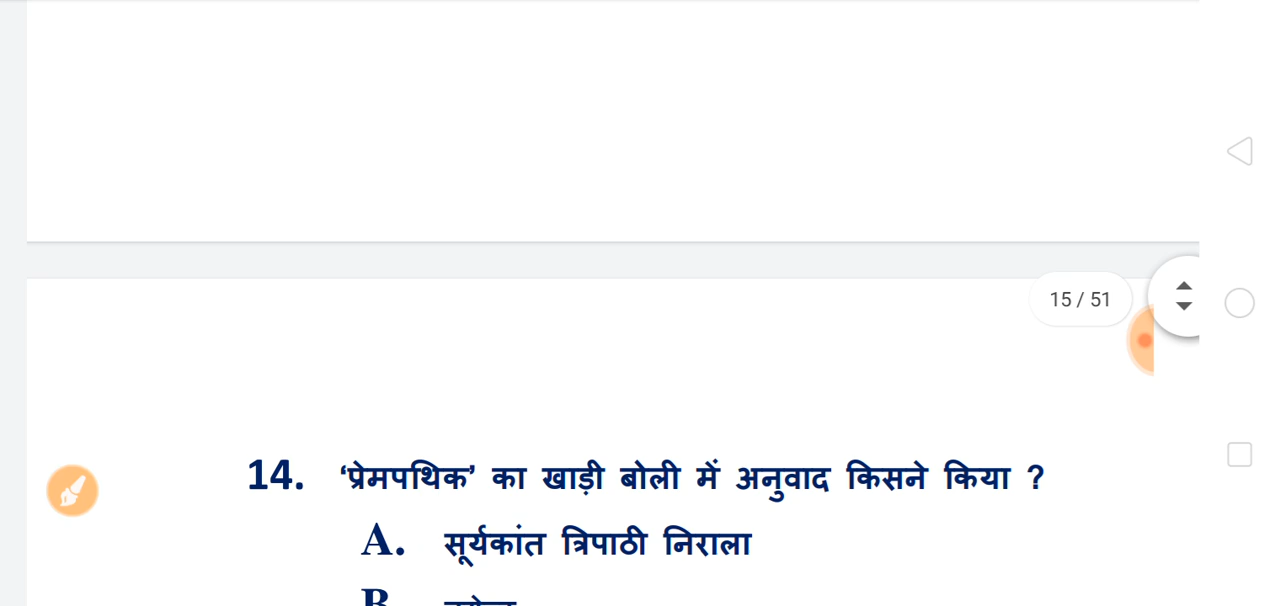 15 / 51
14. ‘प्रेमपथिक’ का खाड़ी बोली में अनुवाद किसने किया ?
A. सूर्यकांत त्रिपाठी निराला
B